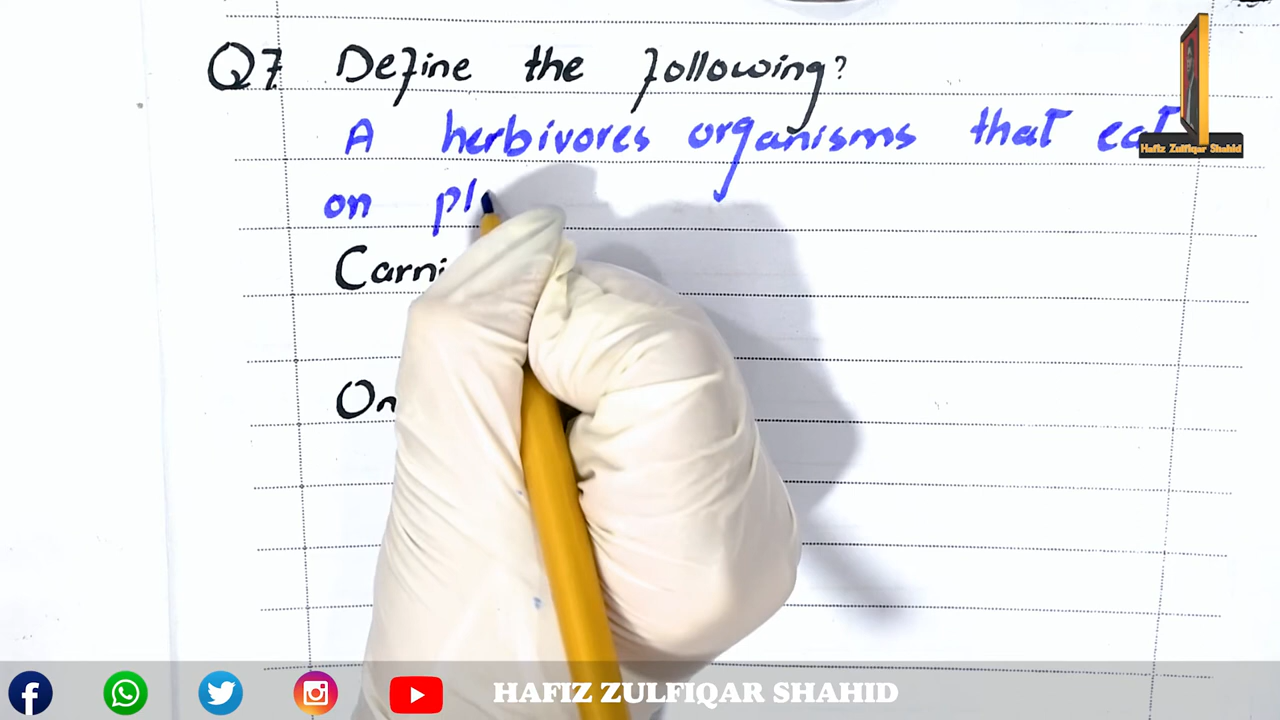 Q7 Define the following?
A herbivores organisms that eat
Hafiz Zulfiqar Shahid
on pl
Carni
On
HAFIZ ZULFIQAR SHAHID